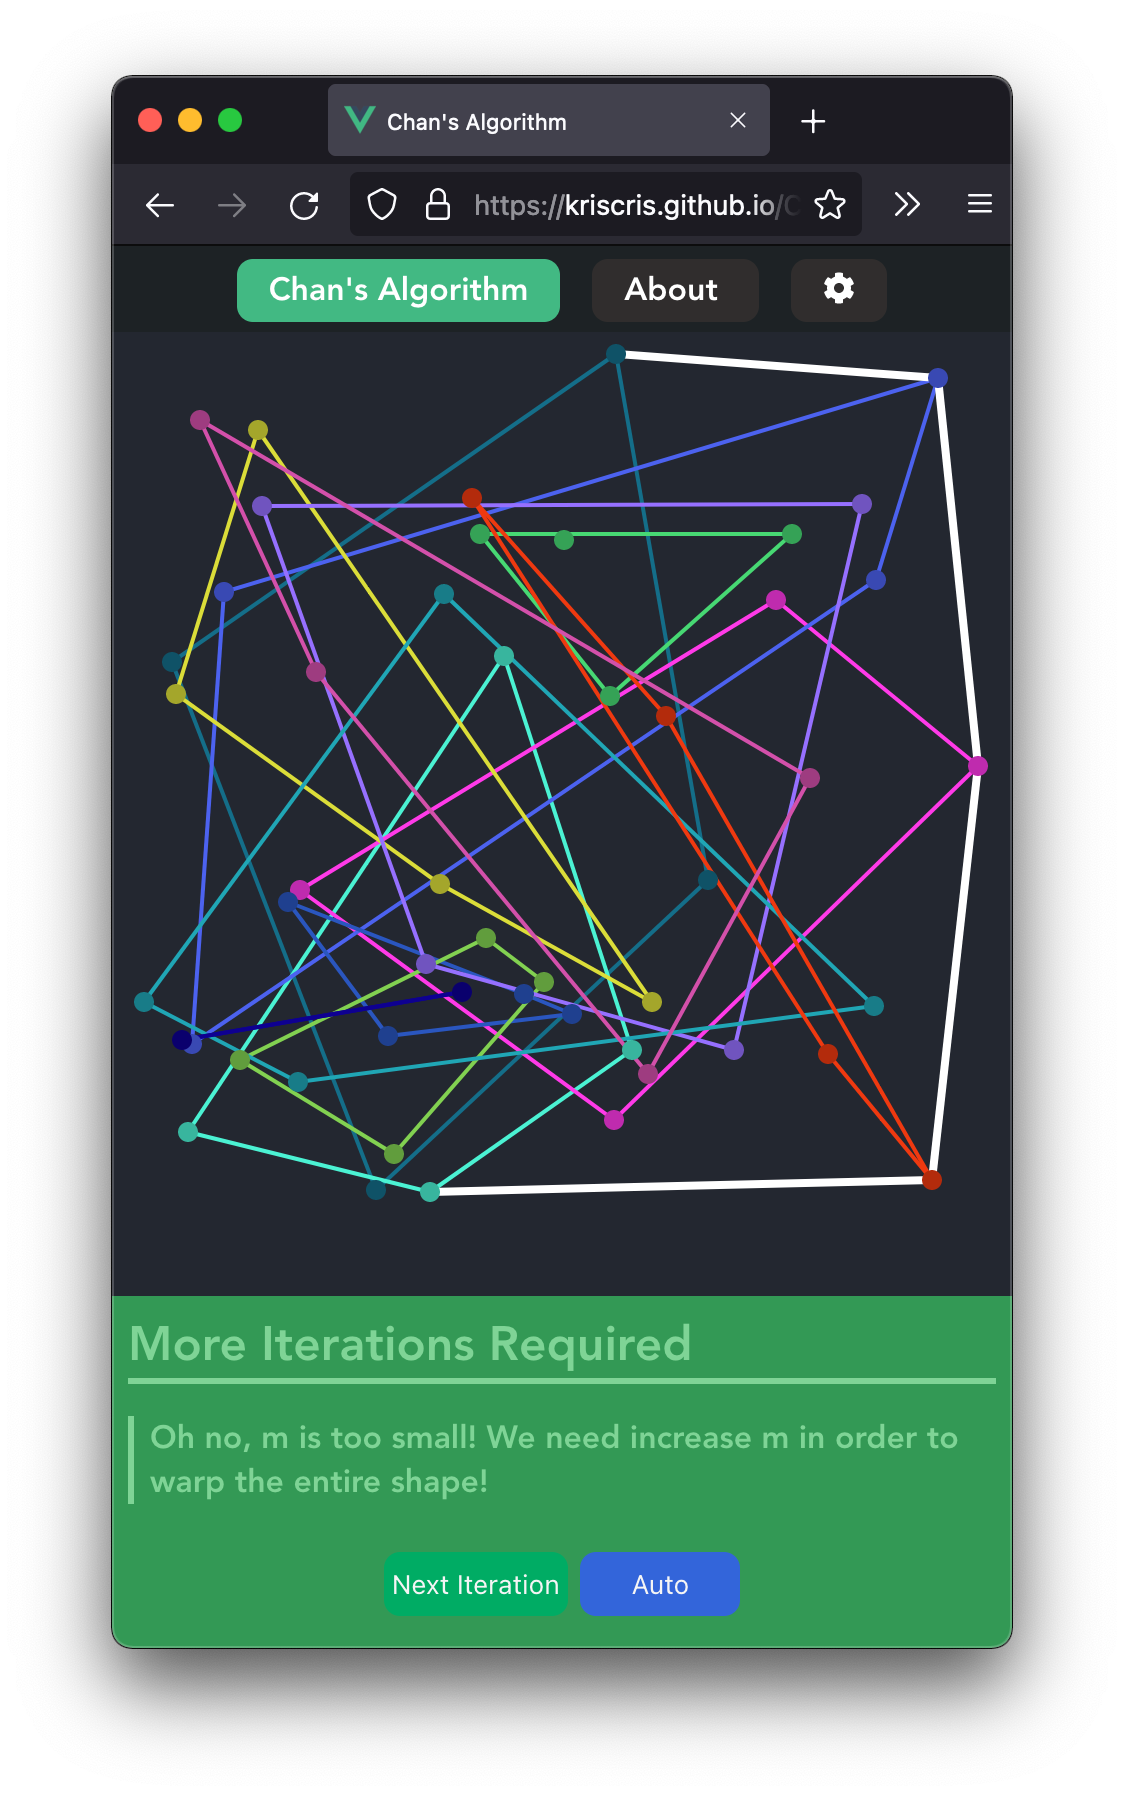 Chan's Algorithm
https://kriscris.github.io/C
Chan's Algorithm
About
More Iterations Required
Oh no, m is too small! We need increase m in order to
warp the entire shape!
Next Iteration
Auto